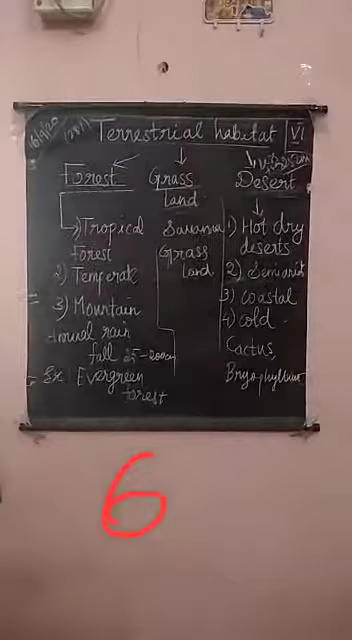 16/9/20
Terrestrial habitat VI
Forest
1) Tropical
Forest
2) Temperate
3) Mountain
Annual rain
fall 25-200cm
Ex Evergreen
forest
Grass
land
Savanna
Grass
land
Desert
1) Hot dry
deserts
2) Semiarid
3) coastal
4) cold
Cactus,
Bryophyllum
6